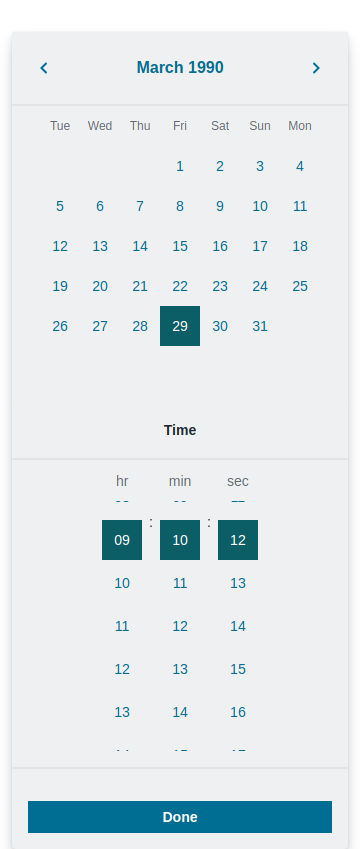 March 1990
Tue Wed Thu Fri Sat Sun Mon
1 2 3 4
5 6 7 8 9 10 11
12 13 14 15 16 17 18
19 20 21 22 23 24 25
26 27 28 29 30 31
Time
hr min sec
: :
09 10 12
10 11 13
11 12 14
12 13 15
13 14 16
Done